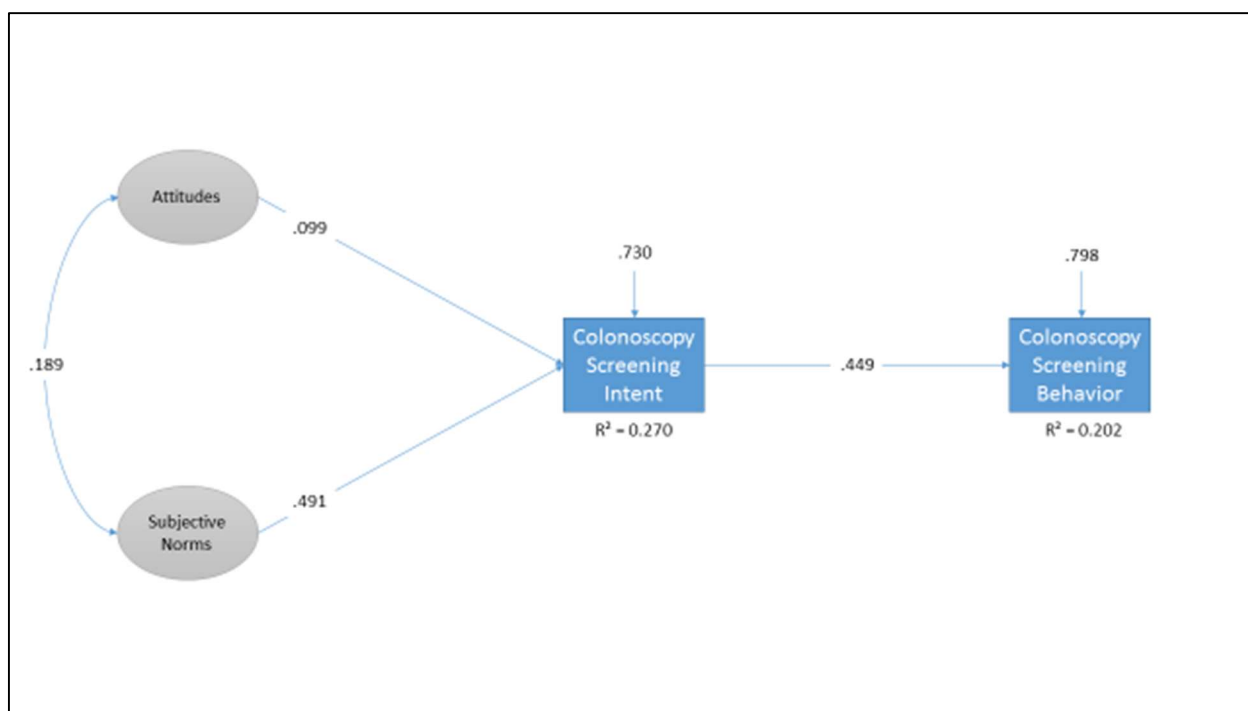 Attitudes
.099
.730
.798
.189
Colonoscopy
Screening
Intent
.449
Colonoscopy
Screening
Behavior
R² = 0.270
R² = 0.202
.491
Subjective
Norms